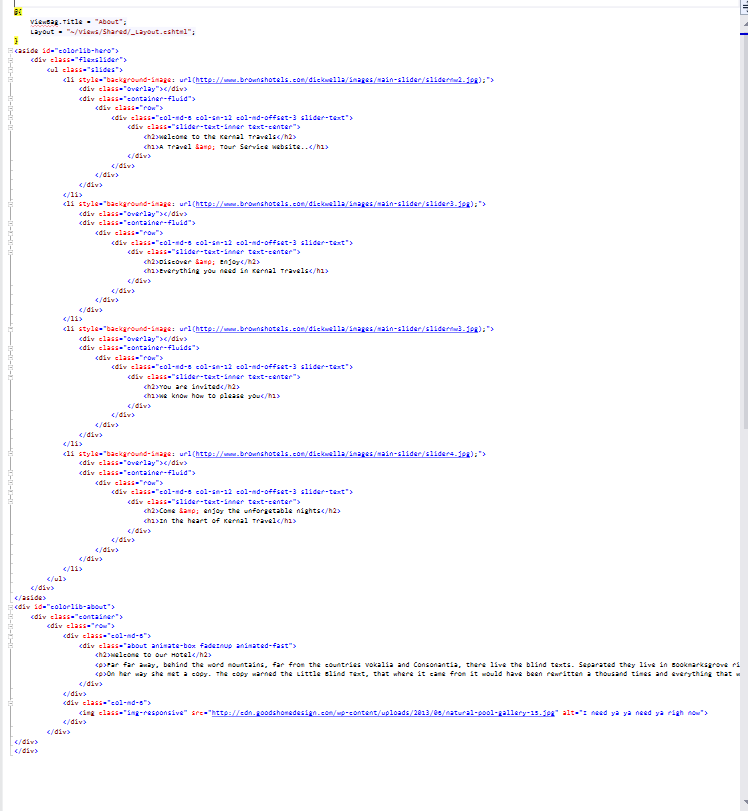 @{
ViewBag.Title = "About";
Layout = "~/Views/Shared/_Layout.cshtml";
}
<aside id="colorlib-hero">
<div class="flexslider">
<ul class="slides">
<li style="background-image: url(http://www.brownshotels.com/dickwella/images/main-slider/slidernw2.jpg);">
<div class="overlay"></div>
<div class="container-fluid">
<div class="row">
<div class="col-md-6 col-sm-12 col-md-offset-3 slider-text">
<div class="slider-text-inner text-center">
<h2>Welcome to the Kernal Travels</h2>
<h1>A Travel &amp; Tour Service Website..</h1>
</div>
</div>
</div>
</div>
</li>
<li style="background-image: url(http://www.brownshotels.com/dickwella/images/main-slider/slider3.jpg);">
<div class="overlay"></div>
<div class="container-fluid">
<div class="row">
<div class="col-md-6 col-sm-12 col-md-offset-3 slider-text">
<div class="slider-text-inner text-center">
<h2>Discover &amp; Enjoy</h2>
<h1>Everything you need in Kernal Travels</h1>
</div>
</div>
</div>
</div>
</li>
<li style="background-image: url(http://www.brownshotels.com/dickwella/images/main-slider/slidernw3.jpg);">
<div class="overlay"></div>
<div class="container-fluids">
<div class="row">
<div class="col-md-6 col-sm-12 col-md-offset-3 slider-text">
<div class="slider-text-inner text-center">
<h2>You are invited</h2>
<h1>We know how to please you</h1>
</div>
</div>
</div>
</div>
</li>
<li style="background-image: url(http://www.brownshotels.com/dickwella/images/main-slider/slider4.jpg);">
<div class="overlay"></div>
<div class="container-fluid">
<div class="row">
<div class="col-md-6 col-sm-12 col-md-offset-3 slider-text">
<div class="slider-text-inner text-center">
<h2>Come &amp; enjoy the unforgetable nights</h2>
<h1>In the heart of Kernal Travel</h1>
</div>
</div>
</div>
</div>
</li>
</ul>
</div>
</aside>
<div id="colorlib-about">
<div class="container">
<div class="row">
<div class="col-md-6">
<div class="about animate-box fadeInUp animated-fast">
<h2>Welcome to our Hotel</h2>
<p>Far far away, behind the word mountains, far from the countries Vokalia and Consonantia, there live the blind texts. Separated they live in Bookmarksgrove ri
<p>On her way she met a copy. The copy warned the Little Blind Text, that where it came from it would have been rewritten a thousand times and everything that w
</div>
</div>
<div class="col-md-6">
<img class="img-responsive" src="http://cdn.goodshomedesign.com/wp-content/uploads/2013/06/natural-pool-gallery-15.jpg" alt="I need ya ya need ya righ now">
</div>
</div>
</div>
</div>